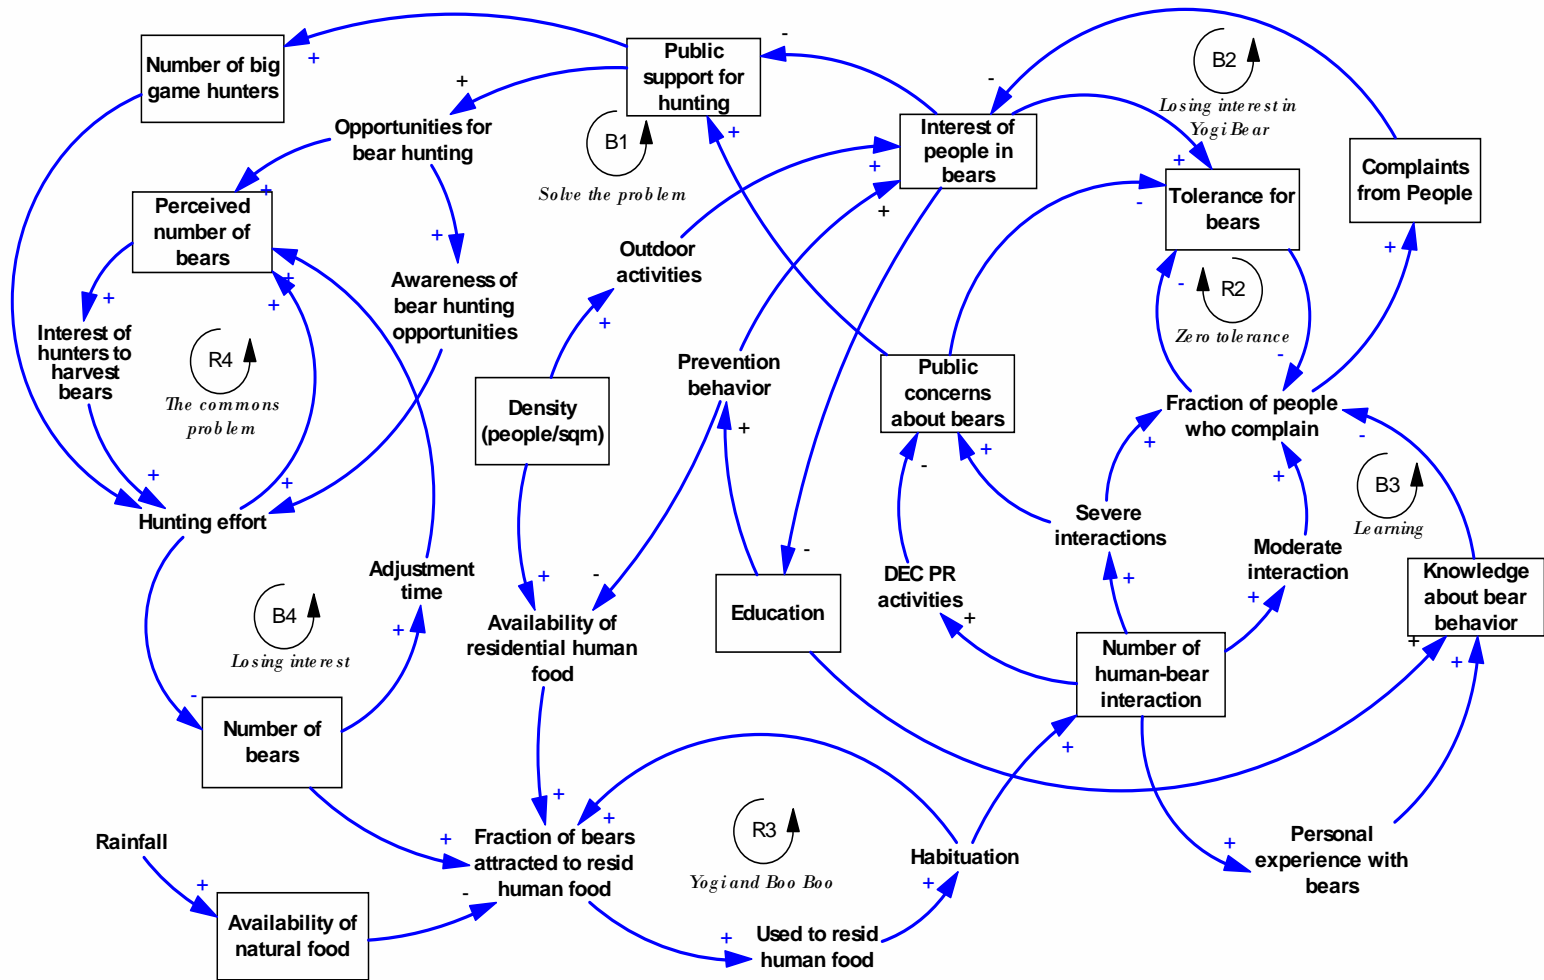 Number of big
game hunters
+
Public
support for
hunting
-
+
Opportunities for
bear hunting
B1
Solve the problem
+
-
B2
Losing interest in
Yogi Bear
Interest of
people in
bears
+
+
+
Complaints
from People
+
Tolerance for
bears
-
+
Perceived
number of
bears
+
+
+
Outdoor
activities
+
Awareness of
bear hunting
opportunities
+
-
R2
Zero tolerance
-
+
Interest of
hunters to
harvest
bears
R4
The commons
problem
Prevention
behavior
+
Public
concerns
about bears
-
+
Density
(people/sqm)
Fraction of people
who complain
-
+
+
B3
Learning
+
+
Hunting effort
Severe
interactions
+
Moderate
interaction
+
Adjustment
time
+
+
-
-
Education
DEC PR
activities
+
Knowledge
about bear
behavior
+
+
B4
Losing interest
Availability of
residential human
food
Number of
human-bear
interaction
+
-
Number of
bears
+
+
+
+
Rainfall
+
Fraction of bears
attracted to resid
human food
-
R3
Yogi and Boo Boo
Habituation
+
+
Personal
experience with
bears
Availability of
natural food
+
Used to resid
human food